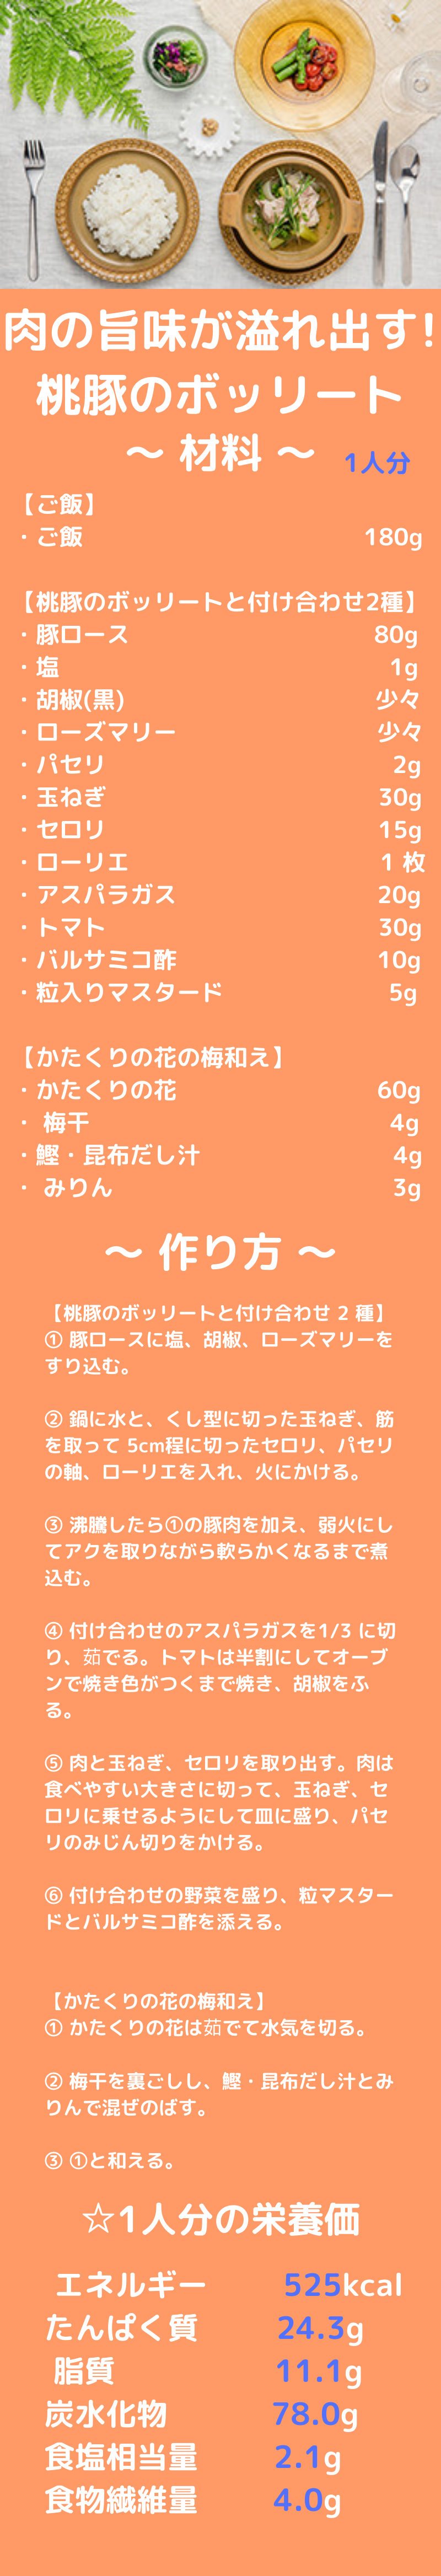 肉の旨味が溢れ出す!
桃豚のボッリート
～ 材料 ～ 1人分
【ご飯】
・ご飯 180g
【桃豚のボッリートと付け合わせ2種】
・豚ロース 80g
・塩 1g
・胡椒(黒) 少々
・ローズマリー 少々
・パセリ 2g
・玉ねぎ 30g
・セロリ 15g
・ローリエ 1 枚
・アスパラガス 20g
・トマト 30g
・バルサミコ酢 10g
・粒入りマスタード 5g
【かたくりの花の梅和え】
・かたくりの花 60g
・ 梅干 4g
・鰹・昆布だし汁 4g
・ みりん 3g
～ 作り方 ～
【桃豚のボッリートと付け合わせ 2 種】
① 豚ロースに塩、胡椒、ローズマリーを
すり込む。
② 鍋に水と、くし型に切った玉ねぎ、筋
を取って 5cm程に切ったセロリ、パセリ
の軸、ローリエを入れ、火にかける。
③ 沸騰したら①の豚肉を加え、弱火にし
てアクを取りながら軟らかくなるまで煮
込む。
④ 付け合わせのアスパラガスを1/3 に切
り、茹でる。トマトは半割にしてオーブ
ンで焼き色がつくまで焼き、胡椒をふ
る。
⑤ 肉と玉ねぎ、セロリを取り出す。肉は
食べやすい大きさに切って、玉ねぎ、セ
ロリに乗せるようにして皿に盛り、パセ
リのみじん切りをかける。
⑥ 付け合わせの野菜を盛り、粒マスター
ドとバルサミコ酢を添える。
【かたくりの花の梅和え】
① かたくりの花は茹でて水気を切る。
② 梅干を裏ごしし、鰹・昆布だし汁とみ
りんで混ぜのばす。
③ ①と和える。
☆1人分の栄養価
エネルギー 525kcal
たんぱく質 24.3g
脂質 11.1g
炭水化物 78.0g
食塩相当量 2.1g
食物繊維量 4.0g